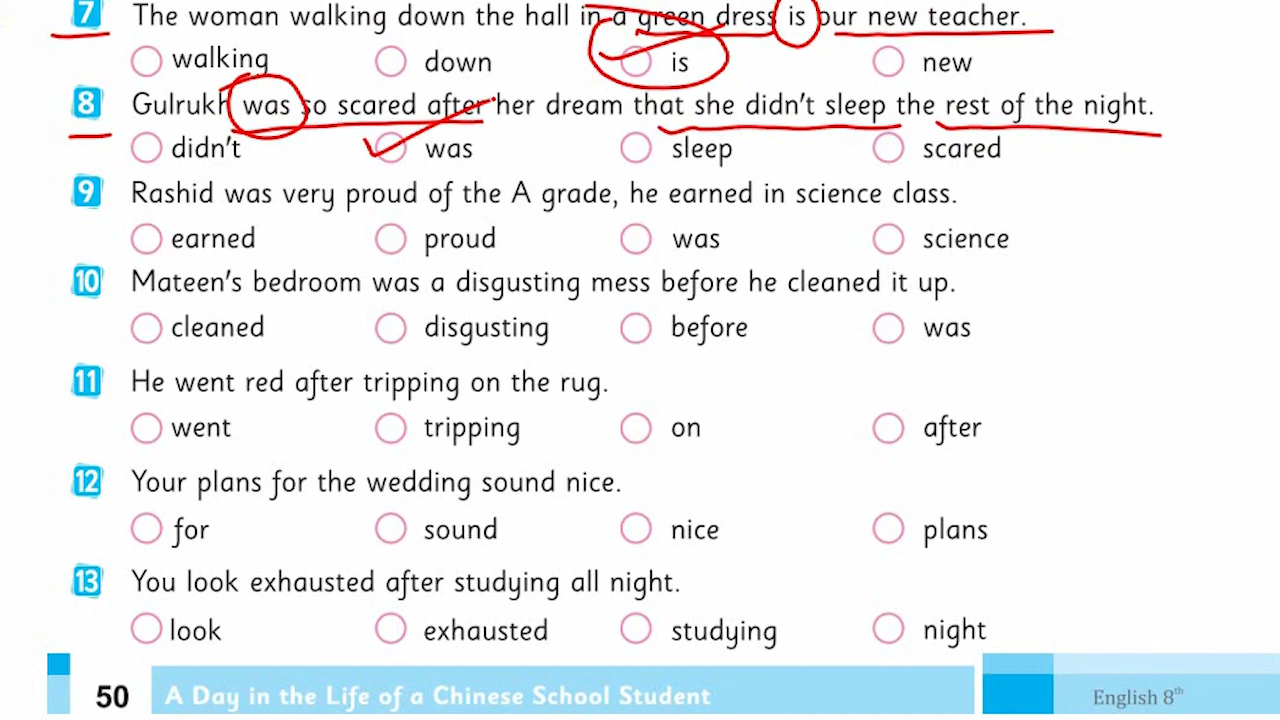 7 The woman walking down the hall in a green dress is our new teacher.
walking down is new
8 Gulrukh was so scared after her dream that she didn't sleep the rest of the night.
didn't was sleep scared
9 Rashid was very proud of the A grade, he earned in science class.
earned proud was science
10 Mateen's bedroom was a disgusting mess before he cleaned it up.
cleaned disgusting before was
11 He went red after tripping on the rug.
went tripping on after
12 Your plans for the wedding sound nice.
for sound nice plans
13 You look exhausted after studying all night.
look exhausted studying night
50 A Day in the Life of a Chinese School Student English 8th